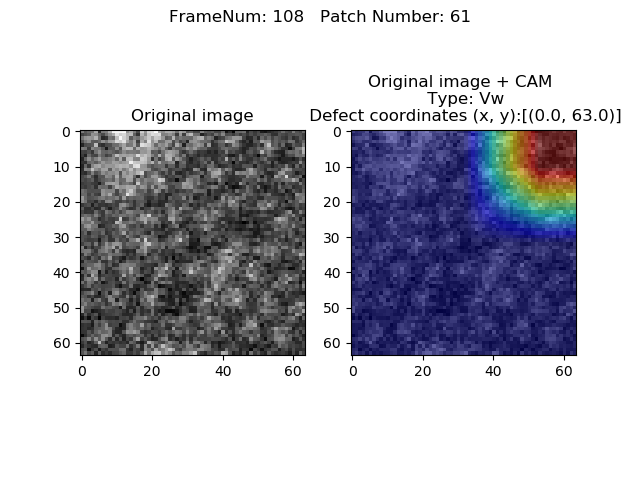 FrameNum: 108   Patch Number: 61
Original image
0
10
20
30
40
50
60
0 20 40 60
Original image + CAM
Type: Vw
Defect coordinates (x, y):[(0.0, 63.0)]
0
10
20
30
40
50
60
0 20 40 60